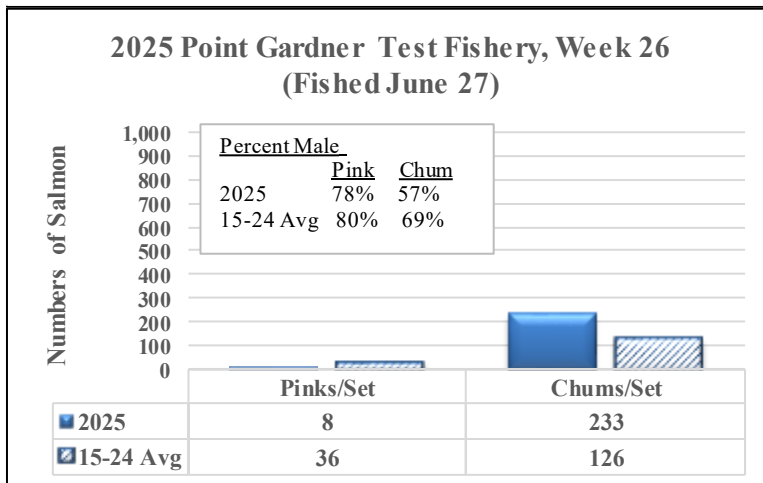 2025 Point Gardner Test Fishery, Week 26
(Fished June 27)
Numbers of Salmon
1,000
900
800
700
600
500
400
300
200
100
0
Percent Male
Pink Chum
2025 78% 57%
15-24 Avg 80% 69%
Pinks/Set Chums/Set
2025 8 233
15-24 Avg 36 126